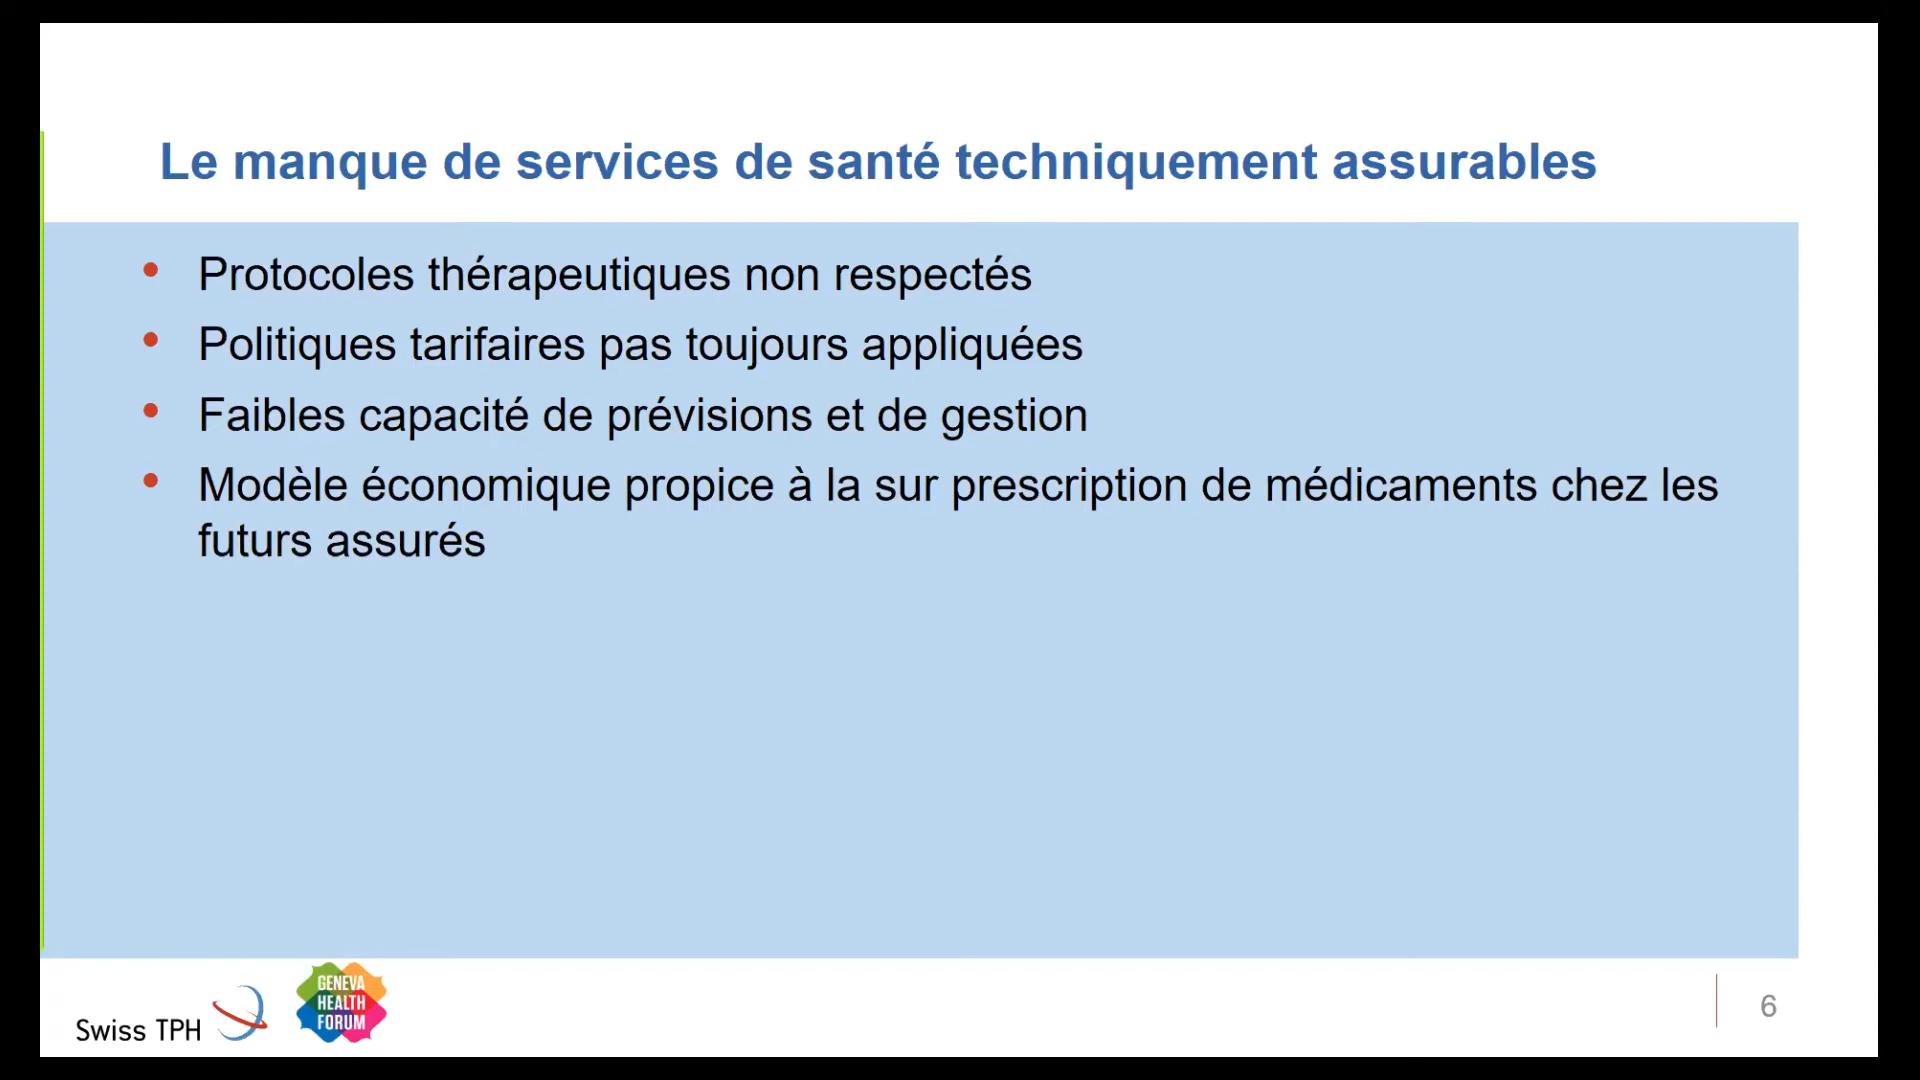 Le manque de services de santé techniquement assurables
• Protocoles thérapeutiques non respectés
• Politiques tarifaires pas toujours appliquées
• Faibles capacité de prévisions et de gestion
• Modèle économique propice à la sur prescription de médicaments chez les
futurs assurés
Swiss TPH
GENEVA
HEALTH
FORUM
6